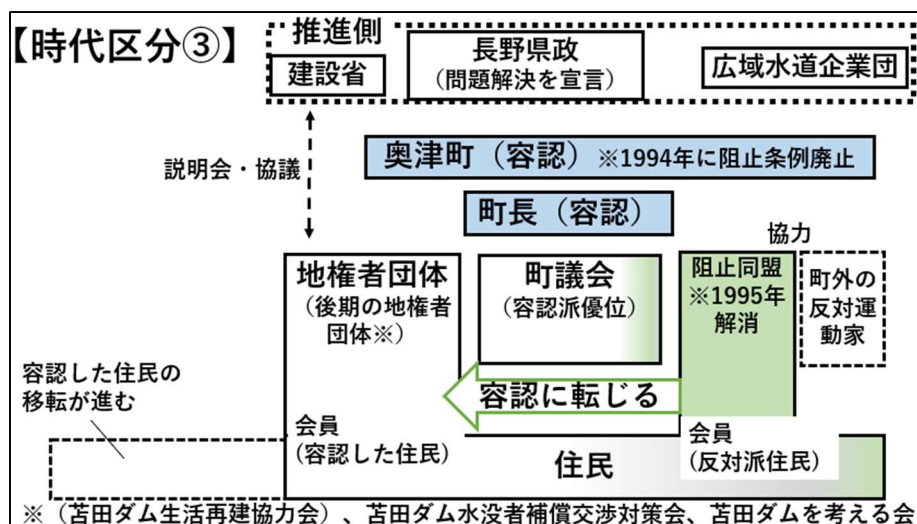 【時代区分③】
推進側
建設省
長野県政
(問題解決を宣言)
広域水道企業団
説明会・協議
奥津町（容認）※1994年に阻止条例廃止
町長（容認）
協力
地権者団体
(後期の地権者
団体※)
町議会
(容認派優位)
阻止同盟
※1995年
解消
町外の
反対運
動家
容認した住民の
移転が進む
容認に転じる
会員
(容認した住民)
住民
会員
(反対派住民)
※（苫田ダム生活再建協力会）、苫田ダム水没者補償交渉対策会、苫田ダムを考える会